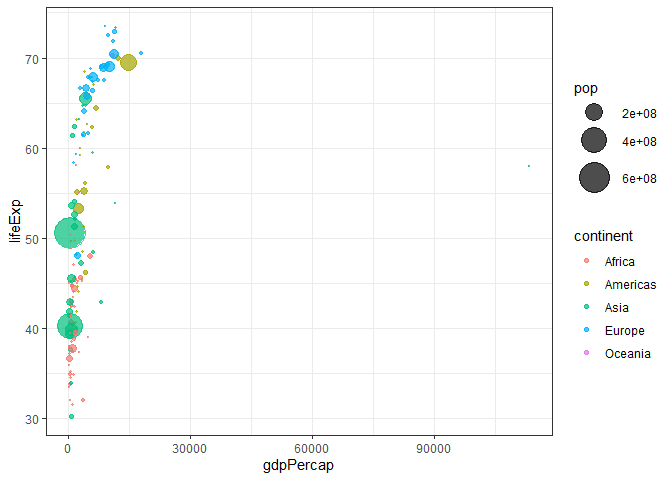 70
60
50
40
30
lifeExp
0 30000 60000 90000
gdpPercap
pop
2e+08
4e+08
6e+08
continent
Africa
Americas
Asia
Europe
Oceania